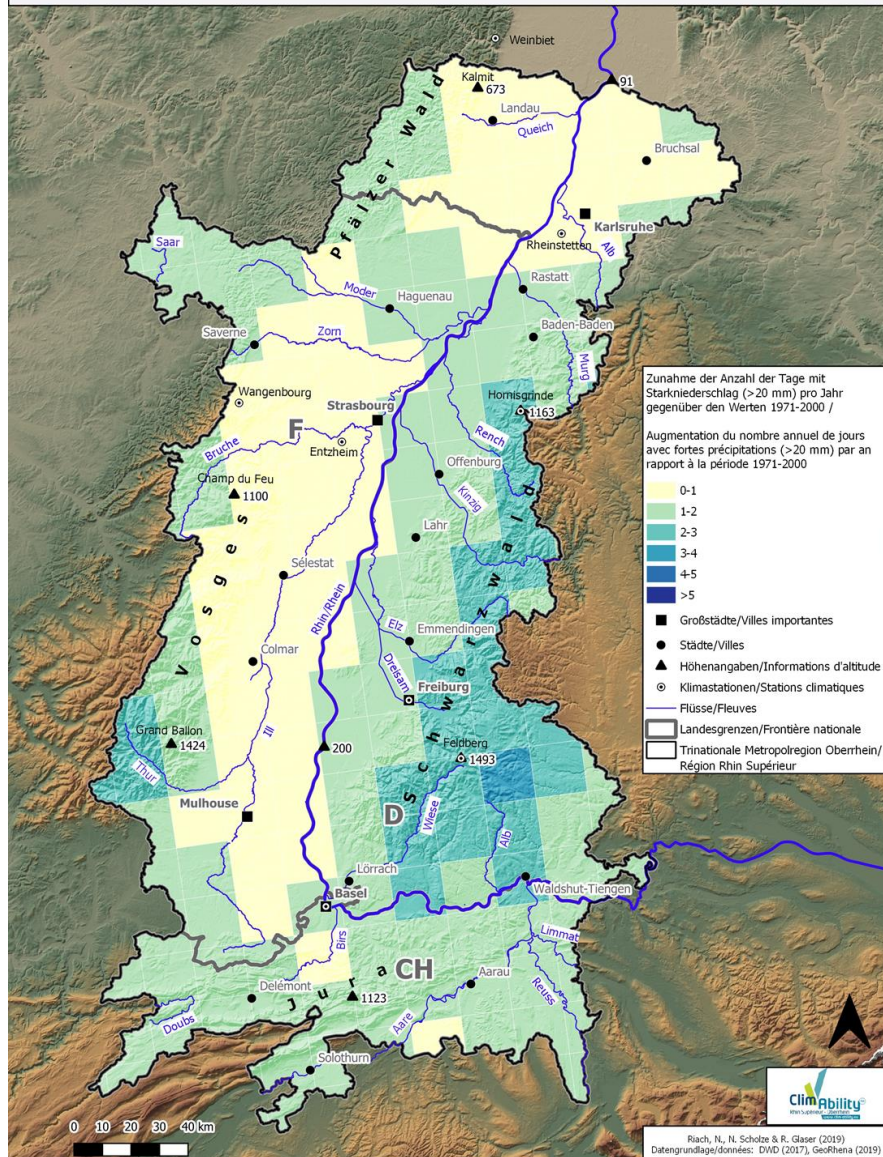 Weinbiet
Kalmit
673
91
Landau
Queich
Bruchsal
Pfälzer Wald
Karlsruhe
Rheinstetten
Alb
Saar
Moder
Haguenau
Rastatt
Saverne
Zorn
Baden-Baden
Murg
Wangenbourg
Strasbourg
Hornisgrinde
1163
F
Bruche
Entzheim
Rench
Offenburg
Champ du Feu
1100
Kinzig
Lahr
Vosges
Sélestat
Rhin/Rhein
Schwarzwald
Elz
Emmendingen
Colmar
Dreisam
Freiburg
Grand Ballon
1424
Ill
200
Feldberg
1493
Thur
Mulhouse
D
Wiese
Alb
Lörrach
Basel
Waldshut-Tiengen
Birs
Limmat
CH
Jura
Delémont
1123
Aarau
Reuss
Doubs
Aare
Solothurn
Zunahme der Anzahl der Tage mit
Starkniederschlag (>20 mm) pro Jahr
gegenüber den Werten 1971-2000 /
Augmentation du nombre annuel de jours
avec fortes précipitations (>20 mm) par an
rapport à la période 1971-2000
0-1
1-2
2-3
3-4
4-5
>5
Großstädte/Villes importantes
Städte/Villes
Höhenangaben/Informations d'altitude
Klimastationen/Stations climatiques
Flüsse/Fleuves
Landesgrenzen/Frontière nationale
Trinationale Metropolregion Oberrhein/
Région Rhin Supérieur
0 10 20 30 40 km
ClimAbility
Rhin Supérieur - Oberrhein
Riach, N., N. Scholze & R. Glaser (2019)
Datengrundlage/données: DWD (2017), GeoRhena (2019)